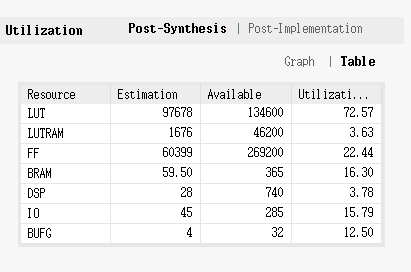 Utilization Post-Synthesis | Post-Implementation
Graph | Table
Resource Estimation Available Utilizati...
LUT 97678 134600 72.57
LUTRAM 1676 46200 3.63
FF 60399 269200 22.44
BRAM 59.50 365 16.30
DSP 28 740 3.78
IO 45 285 15.79
BUFG 4 32 12.50